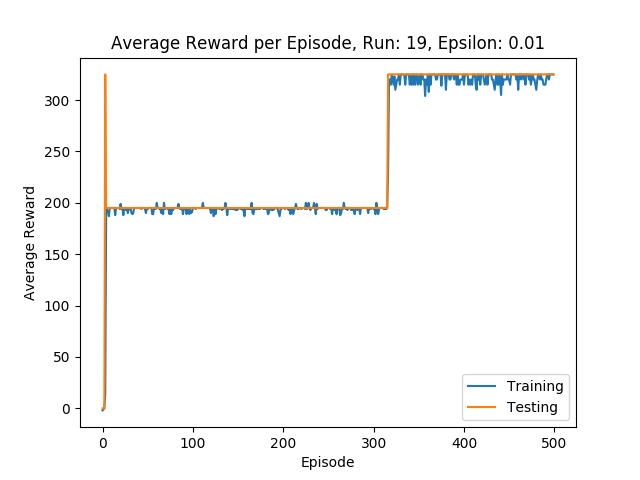 Average Reward per Episode, Run: 19, Epsilon: 0.01
Average Reward
300
250
200
150
100
50
0
0 100 200 300 400 500
Episode
Training
Testing